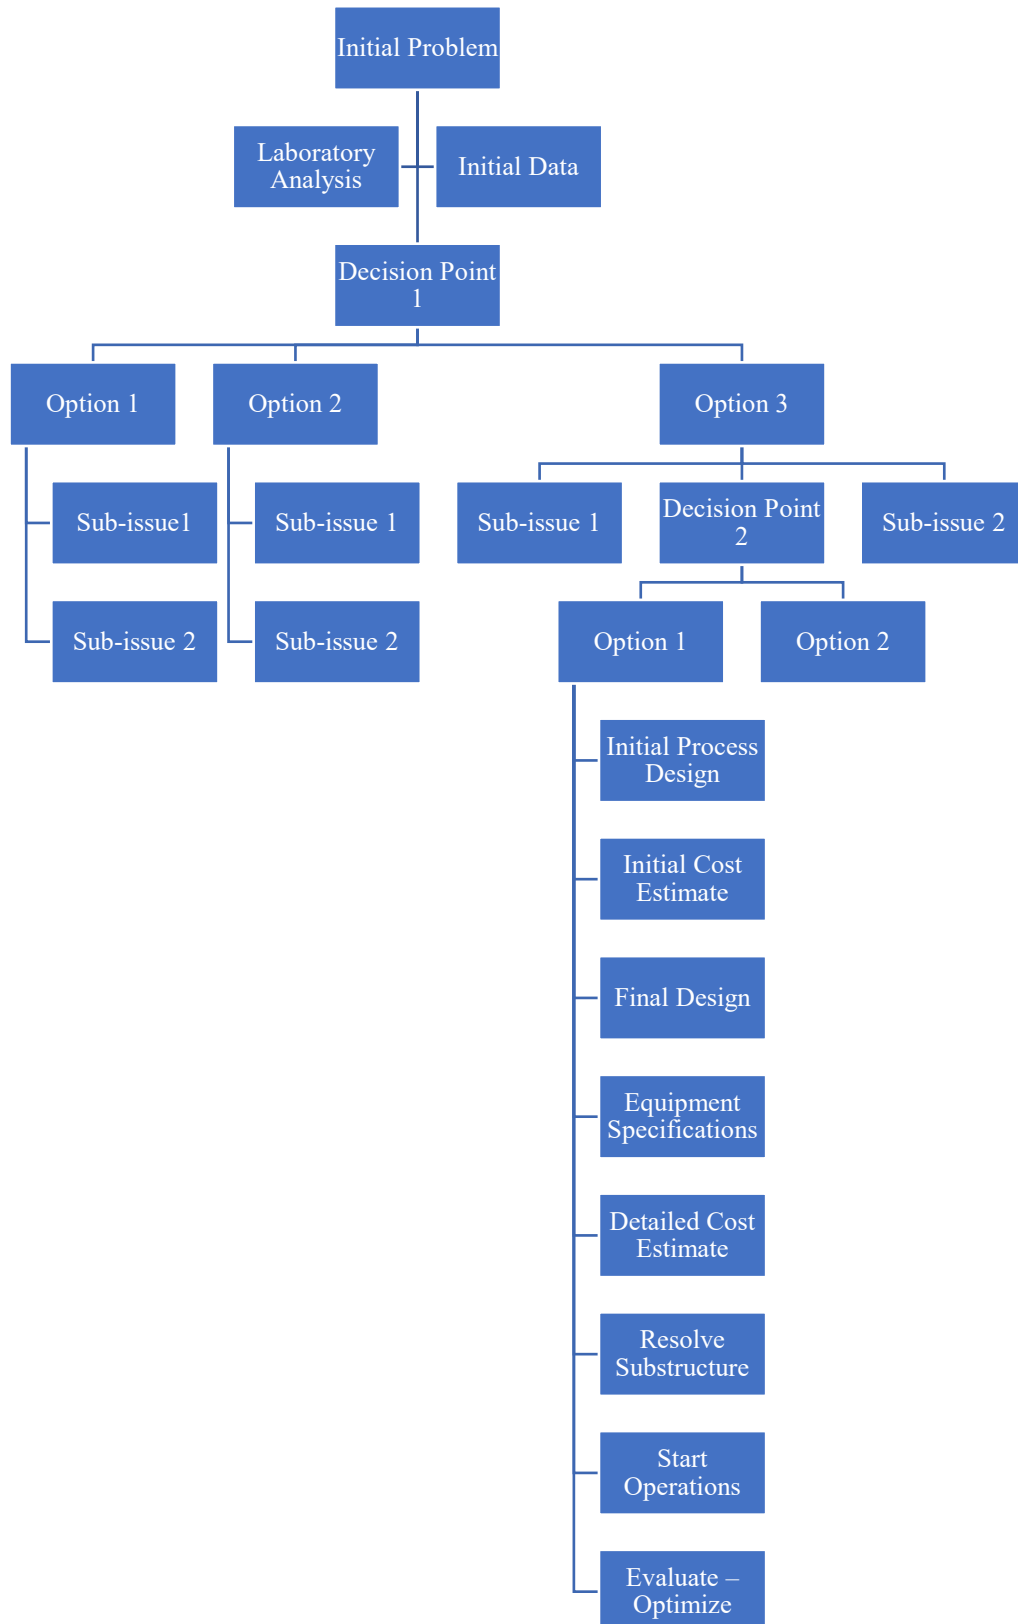 Initial Problem
Laboratory
Analysis
Initial Data
Decision Point
1
Option 1
Option 2
Option 3
Sub-issue1
Sub-issue 1
Sub-issue 1
Decision Point
2
Sub-issue 2
Sub-issue 2
Sub-issue 2
Option 1
Option 2
Initial Process
Design
Initial Cost
Estimate
Final Design
Equipment
Specifications
Detailed Cost
Estimate
Resolve
Substructure
Start
Operations
Evaluate –
Optimize